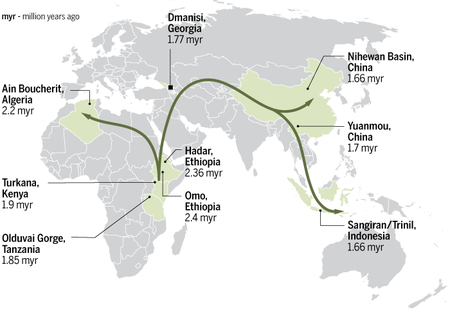 myr - million years ago
Dmanisi,
Georgia
1.77 myr
Nihewan Basin,
China
1.66 myr
Ain Boucherit,
Algeria
2.2 myr
Yuanmou,
China
1.7 myr
Hadar,
Ethiopia
2.36 myr
Turkana,
Kenya
1.9 myr
Omo,
Ethiopia
2.4 myr
Olduvai Gorge,
Tanzania
1.85 myr
Sangiran/Trinil,
Indonesia
1.66 myr